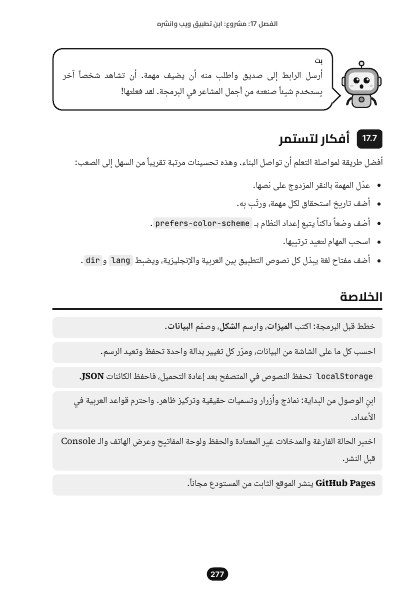 الفصل 17: مشروع: ابن تطبيق ويب وانشره
بت
أرسل الرابط إلى صديق واطلب منه أن يضيف مهمة. أن تشاهد شخصاً آخر
يستخدم شيئاً صنعته من أجمل المشاعر في البرمجة. لقد فعلتها!
17.7 أفكار لتستمر
أفضل طريقة لمواصلة التعلم أن تواصل البناء، وهذه تحسينات مرتبة تقريباً من السهل إلى الصعب:
• عدّل المهمة بالنقر المزدوج على نصها.
• أضف تاريخ استحقاق لكل مهمة، ورتّب به.
• أضف وضعاً داكناً يتبع إعداد النظام بـ prefers-color-scheme.
• اسحب المهام لتعيد ترتيبها.
• أضف مفتاح لغة يبدّل كل نصوص التطبيق بين العربية والإنجليزية، ويضبط lang و dir.
الخلاصة
خطط قبل البرمجة: اكتب الميزات، وارسم الشكل، وصمّم البيانات.
احسب كل ما على الشاشة من البيانات، ومرّر كل تغيير بدالة واحدة تحفظ وتعيد الرسم.
localStorage تحفظ النصوص في المتصفح بعد إعادة التحميل، فاحفظ الكائنات JSON.
ابنِ الوصول من البداية: نماذج وأزرار وتسميات حقيقية وتركيز ظاهر. واحترم قواعد العربية في
الأعداد.
اختبر الحالة الفارغة والمدخلات غير المعتادة والحفظ ولوحة المفاتيح وعرض الهاتف والـ Console
قبل النشر.
GitHub Pages ينشر الموقع الثابت من المستودع مجاناً.
277